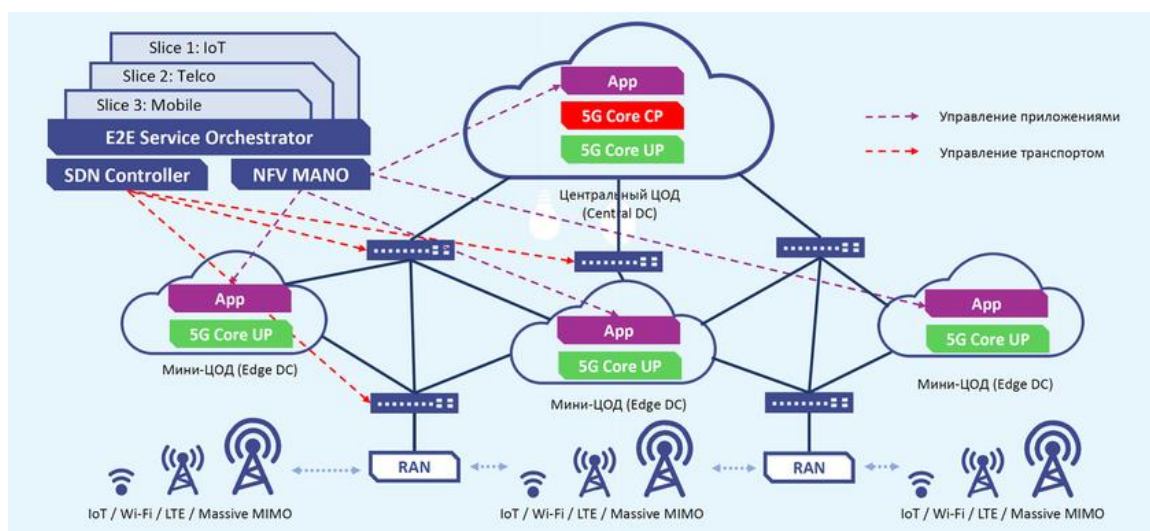 Slice 1: IoT
Slice 2: Telco
Slice 3: Mobile
E2E Service Orchestrator
SDN Controller
NFV MANO
App
5G Core CP
5G Core UP
Центральный ЦОД
(Central DC)
Управление приложениями
Управление транспортом
App
5G Core UP
Мини-ЦОД (Edge DC)
App
5G Core UP
Мини-ЦОД (Edge DC)
App
5G Core UP
Мини-ЦОД (Edge DC)
RAN
RAN
IoT / Wi-Fi / LTE / Massive MIMO
IoT / Wi-Fi / LTE / Massive MIMO
IoT / Wi-Fi / LTE / Massive MIMO